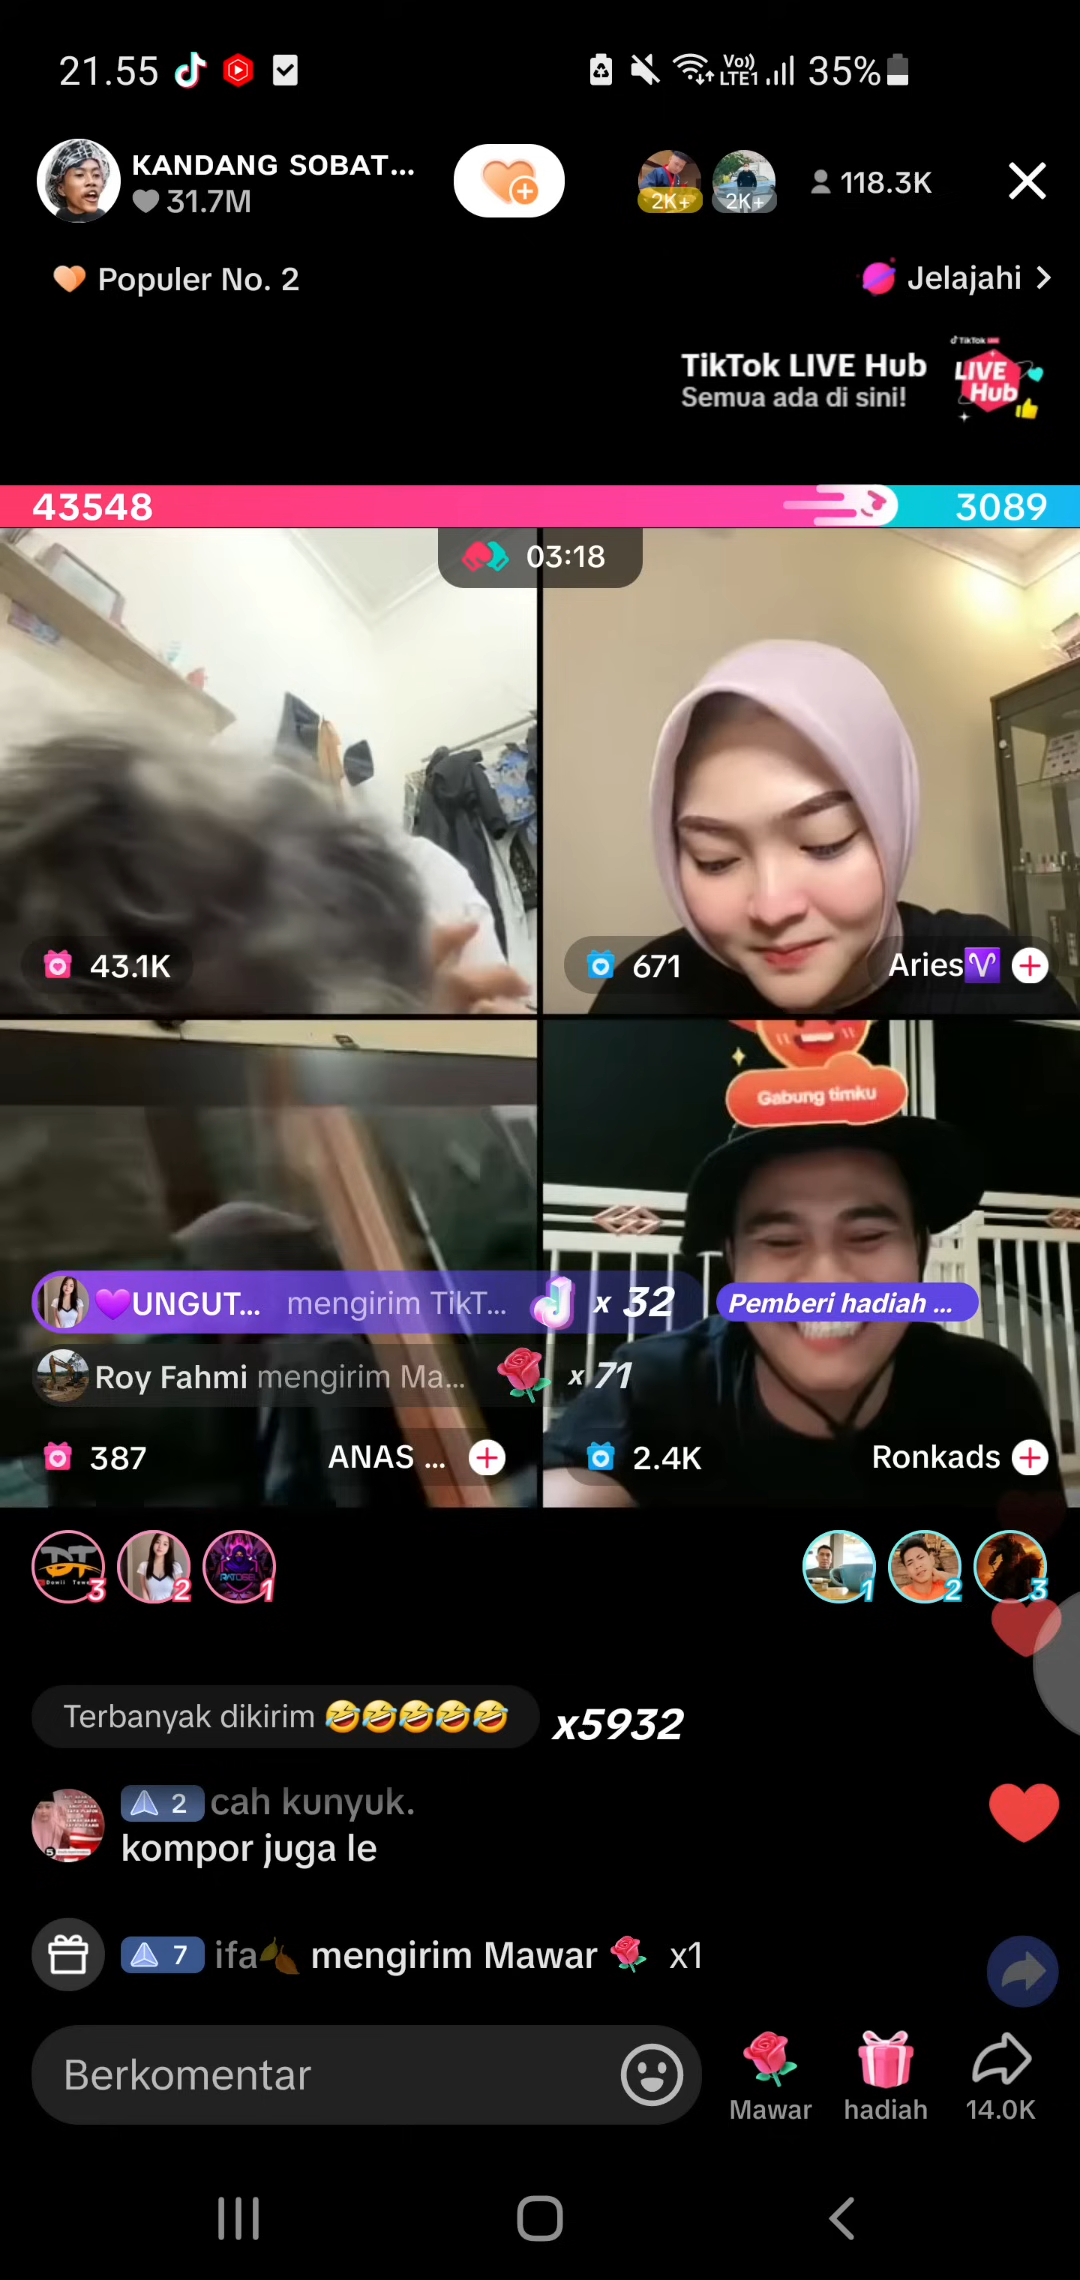 21.55
Vo))
LTE1
35%
KANDANG SOBAT...
31.7M
2K+
2K+
118.3K
Populer No. 2
Jelajahi
TikTok LIVE Hub
Semua ada di sini!
TikTok
LIVE
Hub
43548
3089
03:18
43.1K
671
Aries♈
Gabung timku
💜UNGUT... mengirim TikT... x 32
Pemberi hadiah ...
Roy Fahmi mengirim Ma... x 71
387
ANAS ...
2.4K
Ronkads
3
2
1
1
2
3
Terbanyak dikirim 🤣🤣🤣🤣🤣 x5932
2 cah kunyuk.
kompor juga le
7 ifa🍂 mengirim Mawar 🌹 x1
Berkomentar
Mawar
hadiah
14.0K